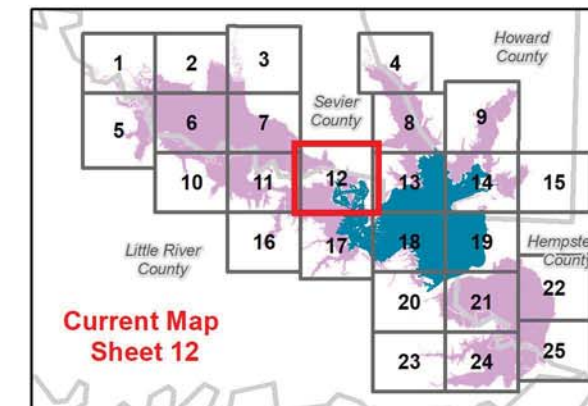 Howard
County
1
2
3
4
Sevier
County
5
6
7
8
9
10
11
12
13
14
15
Little River
County
16
17
18
19
Hempste
County
20
21
22
Current Map
Sheet 12
23
24
25